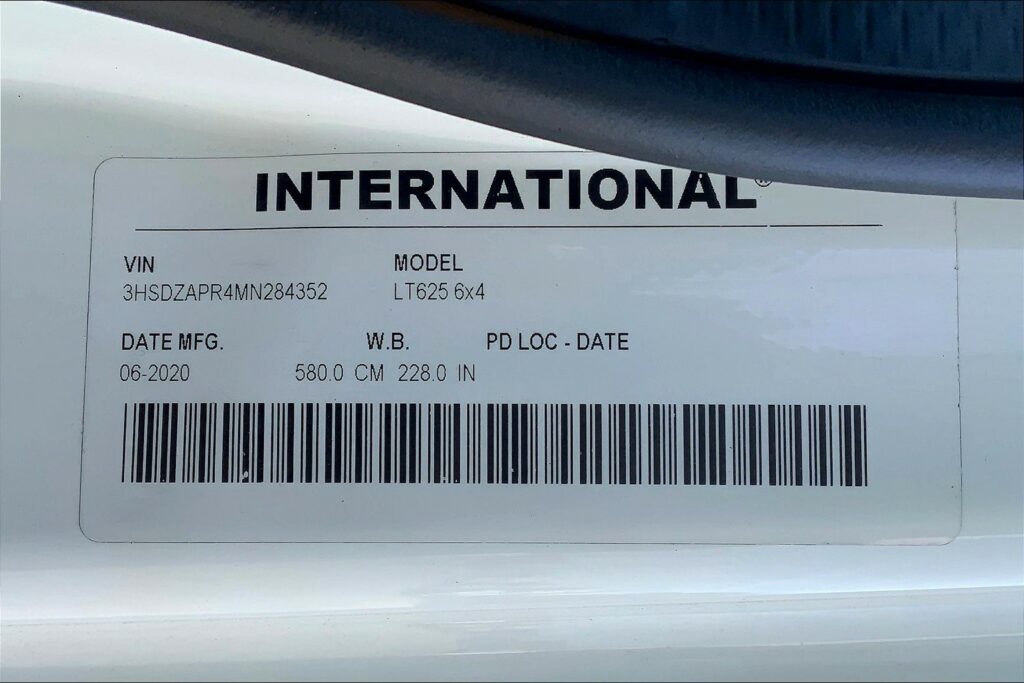 INTERNATIONAL®
VIN MODEL
3HSDZAPR4MN284352 LT625 6x4
DATE MFG. W.B. PD LOC - DATE
06-2020 580.0 CM 228.0 IN